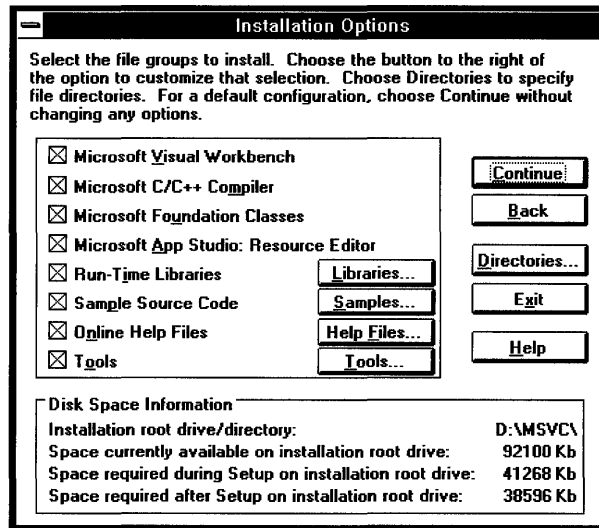 Installation Options
Select the file groups to install. Choose the button to the right of
the option to customize that selection. Choose Directories to specify
file directories. For a default configuration, choose Continue without
changing any options.
Microsoft Visual Workbench
Microsoft C/C++ Compiler
Microsoft Foundation Classes
Microsoft App Studio: Resource Editor
Run-Time Libraries Libraries...
Sample Source Code Samples...
Online Help Files Help Files...
Tools Tools...
Continue
Back
Directories...
Exit
Help
Disk Space Information
Installation root drive/directory: D:\MSVC\
Space currently available on installation root drive: 92100 Kb
Space required during Setup on installation root drive: 41268 Kb
Space required after Setup on installation root drive: 38596 Kb